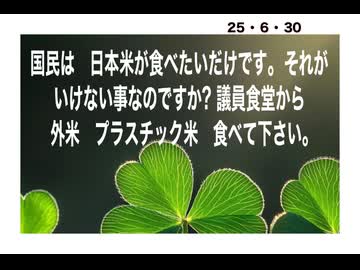 25・6・30
国民は　日本米が食べたいだけです。それが
いけない事なのですか? 議員食堂から
外米　プラスチック米　食べて下さい。